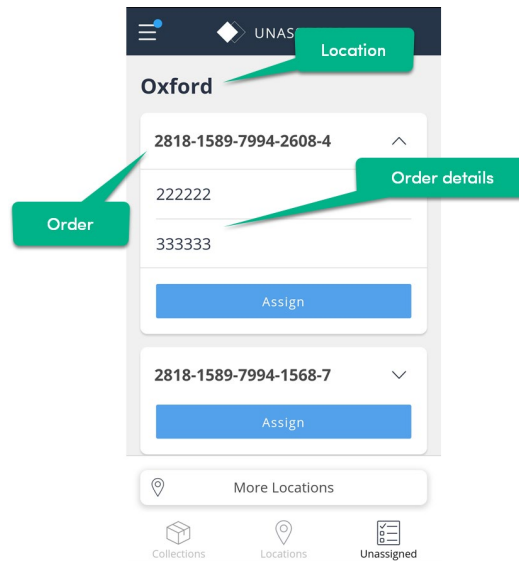 UNAS
Location
Oxford
2818-1589-7994-2608-4
Order details
222222
Order
333333
Assign
2818-1589-7994-1568-7
Assign
More Locations
Collections
Locations
Unassigned